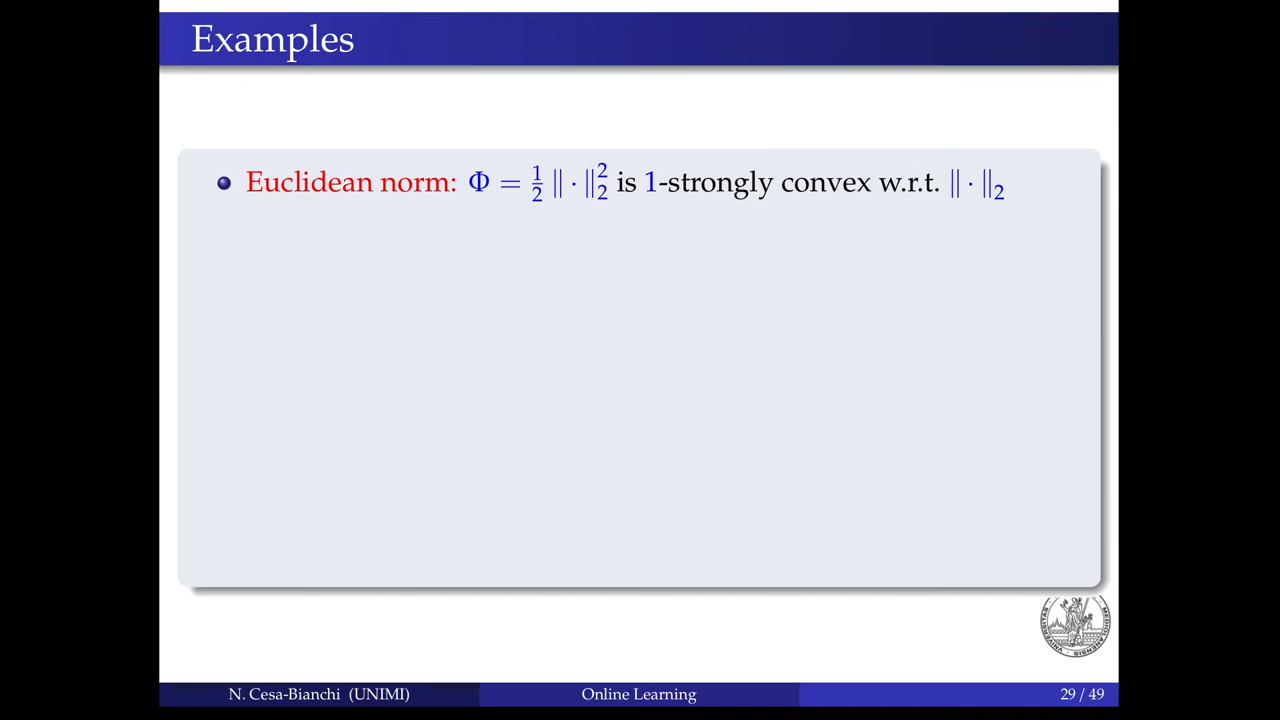 Examples
Euclidean norm: Φ = ½ ‖ · ‖₂² is 1-strongly convex w.r.t. ‖ · ‖₂
N. Cesa-Bianchi (UNIMI)
Online Learning
29 / 49